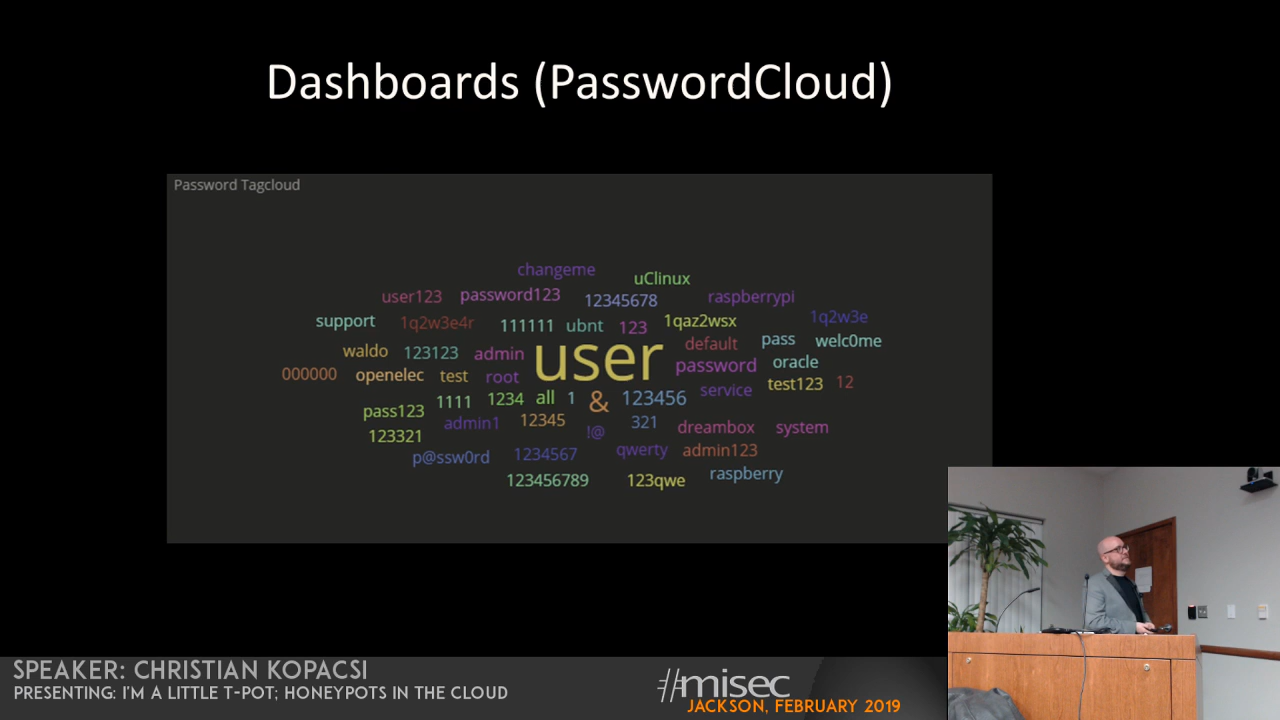 Dashboards (PasswordCloud)
Password Tagcloud
changeme uClinux
user123 password123 12345678 raspberrypi
support 1q2w3e4r 111111 ubnt 123 1qaz2wsx 1q2w3e
waldo 123123 admin user default pass welc0me
000000 openelec test root password oracle
pass123 1111 1234 all 1 & 123456 service test123 12
123321 admin1 12345 !@ 321 dreambox system
p@ssw0rd 1234567 qwerty admin123
123456789 123qwe raspberry
SPEAKER: CHRISTIAN KOPACSI
PRESENTING: I'M A LITTLE T-POT; HONEYPOTS IN THE CLOUD
#misec
JACKSON, FEBRUARY 2019